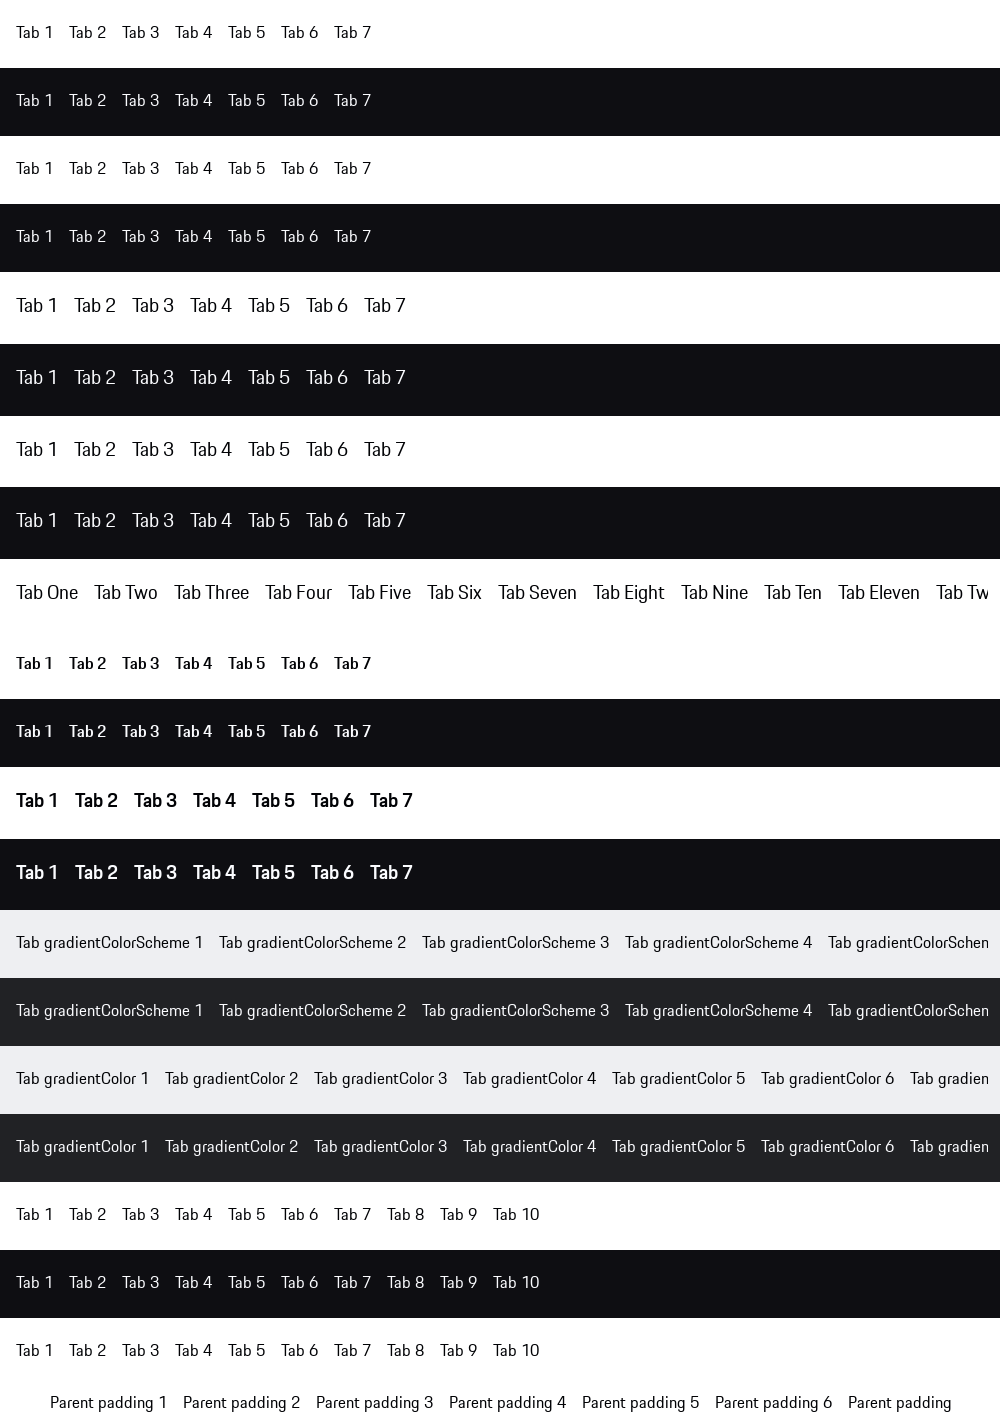 Tab 1 Tab 2 Tab 3 Tab 4 Tab 5 Tab 6 Tab 7
Tab 1 Tab 2 Tab 3 Tab 4 Tab 5 Tab 6 Tab 7
Tab 1 Tab 2 Tab 3 Tab 4 Tab 5 Tab 6 Tab 7
Tab 1 Tab 2 Tab 3 Tab 4 Tab 5 Tab 6 Tab 7
Tab 1 Tab 2 Tab 3 Tab 4 Tab 5 Tab 6 Tab 7
Tab 1 Tab 2 Tab 3 Tab 4 Tab 5 Tab 6 Tab 7
Tab 1 Tab 2 Tab 3 Tab 4 Tab 5 Tab 6 Tab 7
Tab 1 Tab 2 Tab 3 Tab 4 Tab 5 Tab 6 Tab 7
Tab One Tab Two Tab Three Tab Four Tab Five Tab Six Tab Seven Tab Eight Tab Nine Tab Ten Tab Eleven Tab Tw
Tab 1 Tab 2 Tab 3 Tab 4 Tab 5 Tab 6 Tab 7
Tab 1 Tab 2 Tab 3 Tab 4 Tab 5 Tab 6 Tab 7
Tab 1 Tab 2 Tab 3 Tab 4 Tab 5 Tab 6 Tab 7
Tab 1 Tab 2 Tab 3 Tab 4 Tab 5 Tab 6 Tab 7
Tab gradientColorScheme 1 Tab gradientColorScheme 2 Tab gradientColorScheme 3 Tab gradientColorScheme 4 Tab gradientColorSchen
Tab gradientColorScheme 1 Tab gradientColorScheme 2 Tab gradientColorScheme 3 Tab gradientColorScheme 4 Tab gradientColorSchen
Tab gradientColor 1 Tab gradientColor 2 Tab gradientColor 3 Tab gradientColor 4 Tab gradientColor 5 Tab gradientColor 6 Tab gradien
Tab gradientColor 1 Tab gradientColor 2 Tab gradientColor 3 Tab gradientColor 4 Tab gradientColor 5 Tab gradientColor 6 Tab gradien
Tab 1 Tab 2 Tab 3 Tab 4 Tab 5 Tab 6 Tab 7 Tab 8 Tab 9 Tab 10
Tab 1 Tab 2 Tab 3 Tab 4 Tab 5 Tab 6 Tab 7 Tab 8 Tab 9 Tab 10
Tab 1 Tab 2 Tab 3 Tab 4 Tab 5 Tab 6 Tab 7 Tab 8 Tab 9 Tab 10
Parent padding 1 Parent padding 2 Parent padding 3 Parent padding 4 Parent padding 5 Parent padding 6 Parent padding